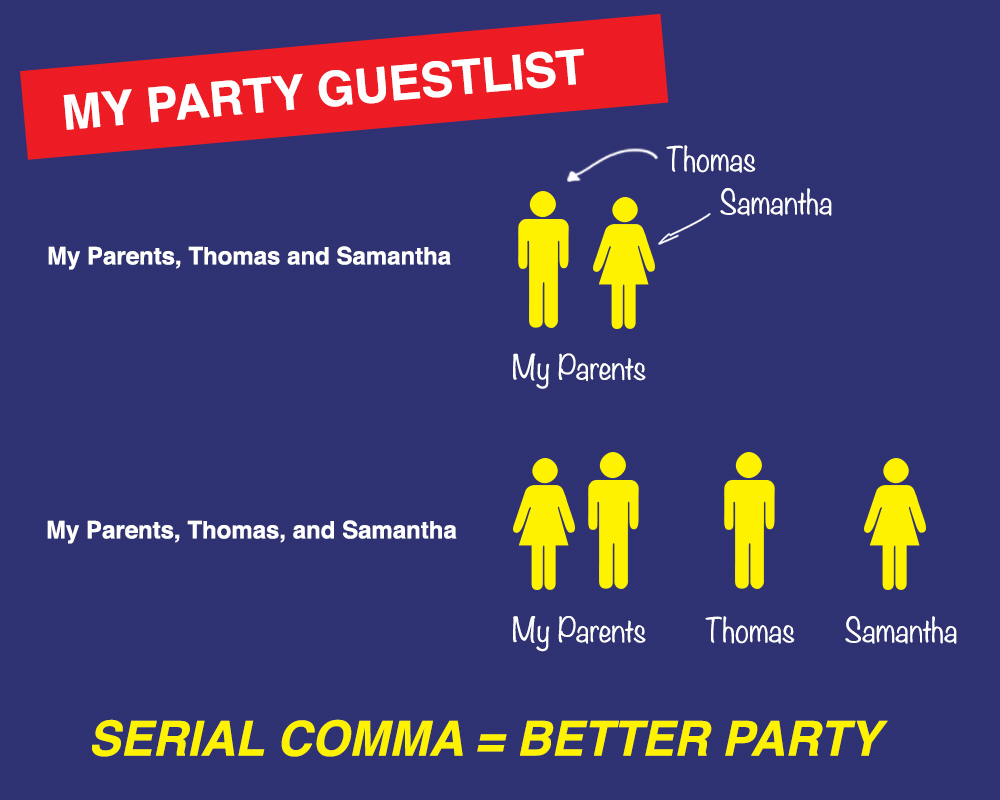 MY PARTY GUESTLIST
Thomas
Samantha
My Parents, Thomas and Samantha
My Parents
My Parents, Thomas, and Samantha
My Parents
Thomas
Samantha
SERIAL COMMA = BETTER PARTY